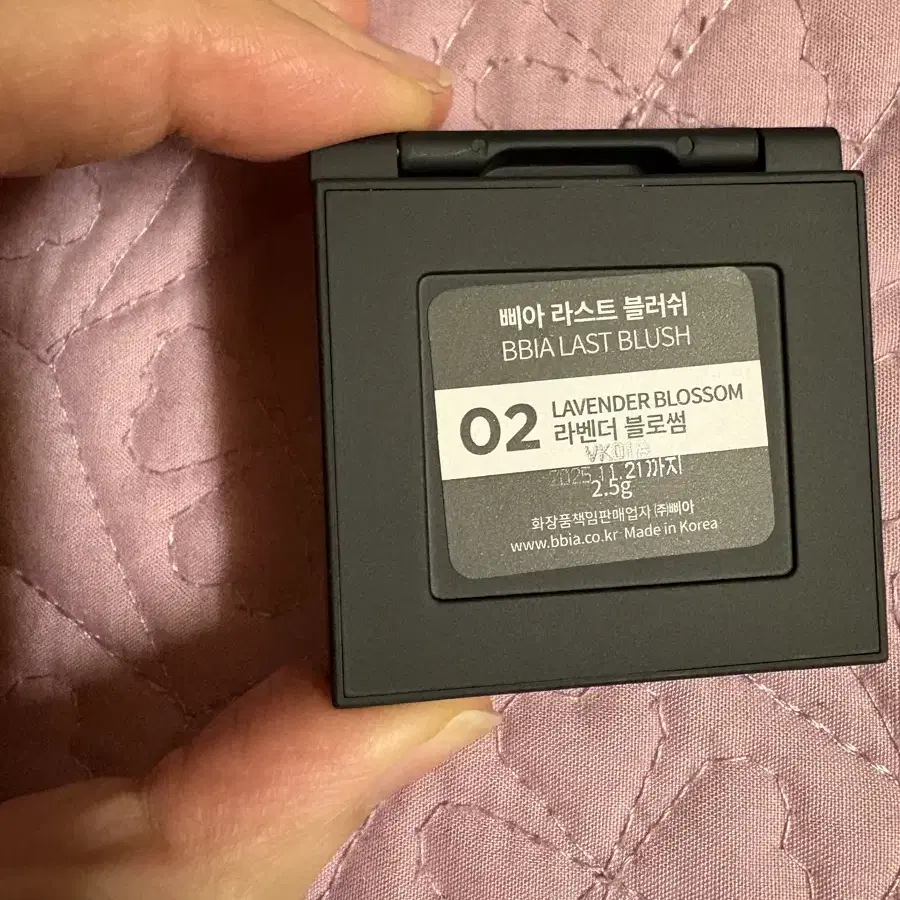 삐아 라스트 블러쉬
BBIA LAST BLUSH
02
LAVENDER BLOSSOM
라벤더 블로썸
VK01A
2025.11.21까지
2.5g
화장품책임판매업자 ㈜삐아
www.bbia.co.kr Made in Korea